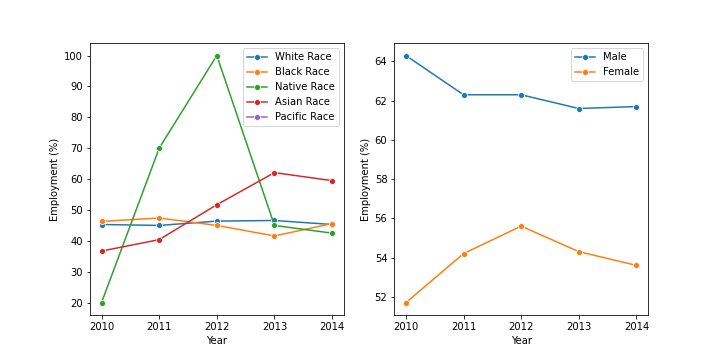 Employment (%)
100
90
80
70
60
50
40
30
20
2010
2011
2012
2013
2014
Year
White Race
Black Race
Native Race
Asian Race
Pacific Race
Employment (%)
64
62
60
58
56
54
52
2010
2011
2012
2013
2014
Year
Male
Female